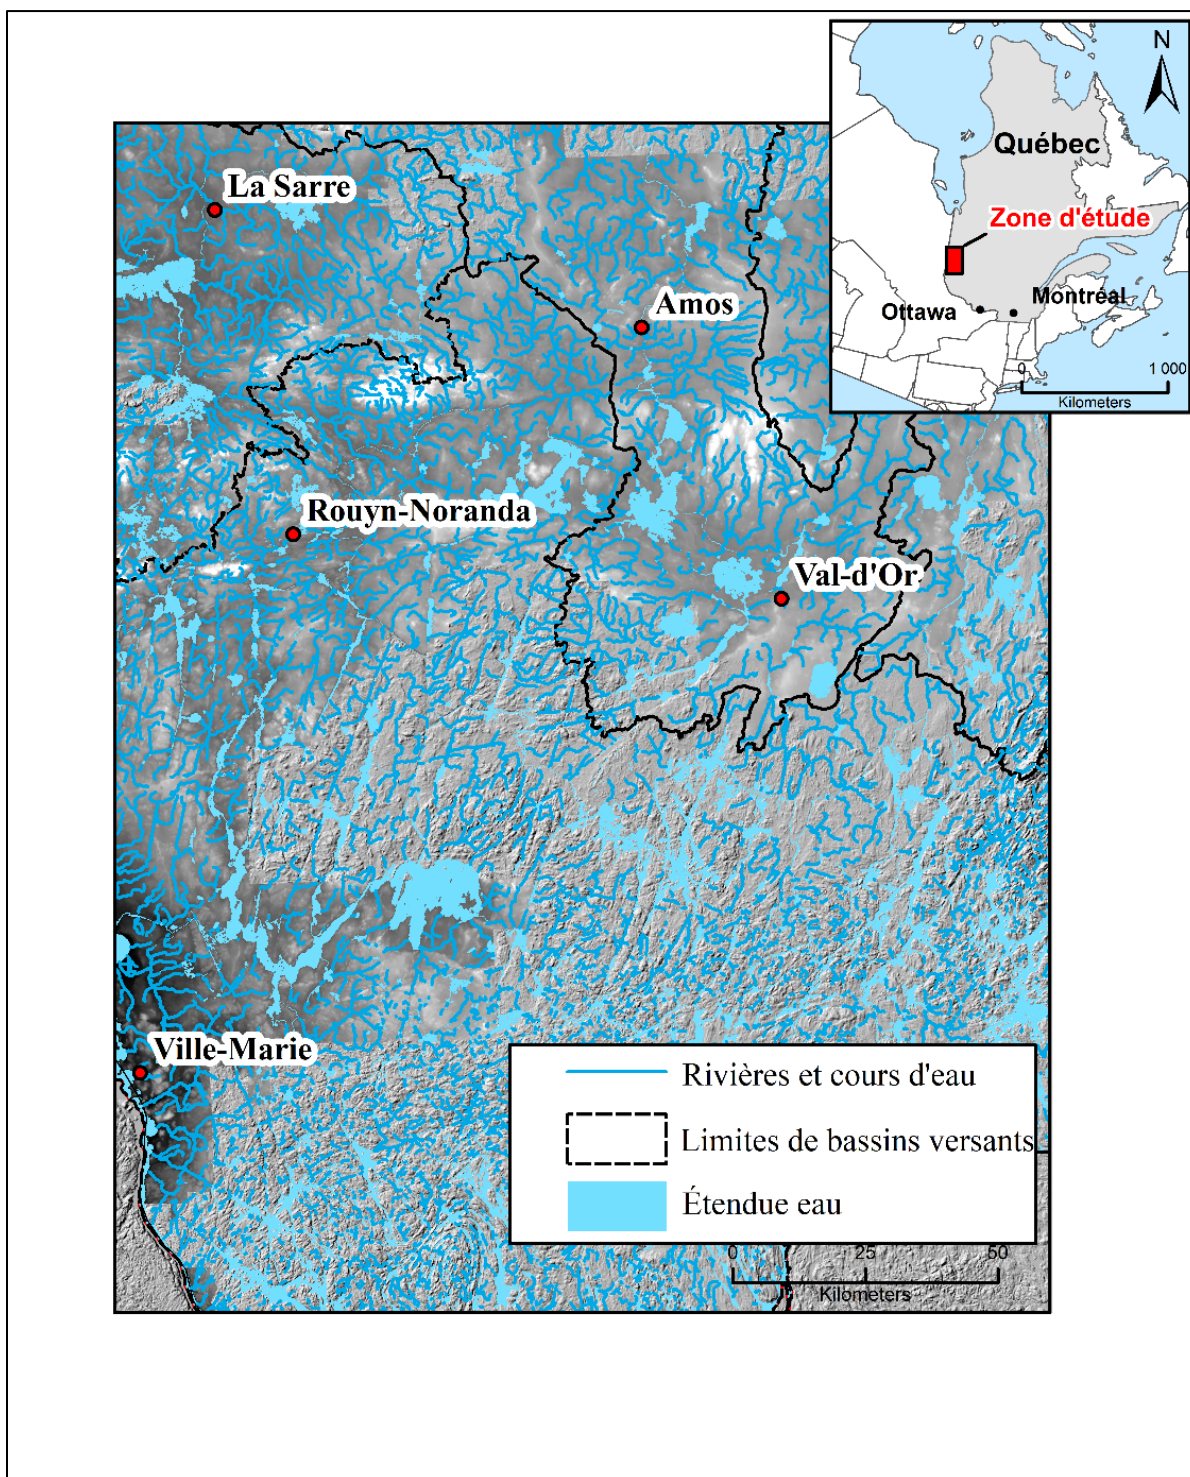 N
Québec
Zone d'étude
Ottawa
Montréal
0
1 000
Kilometers
La Sarre
Amos
Rouyn-Noranda
Val-d'Or
Ville-Marie
Rivières et cours d'eau
Limites de bassins versants
Étendue eau
0 25 50
Kilometers